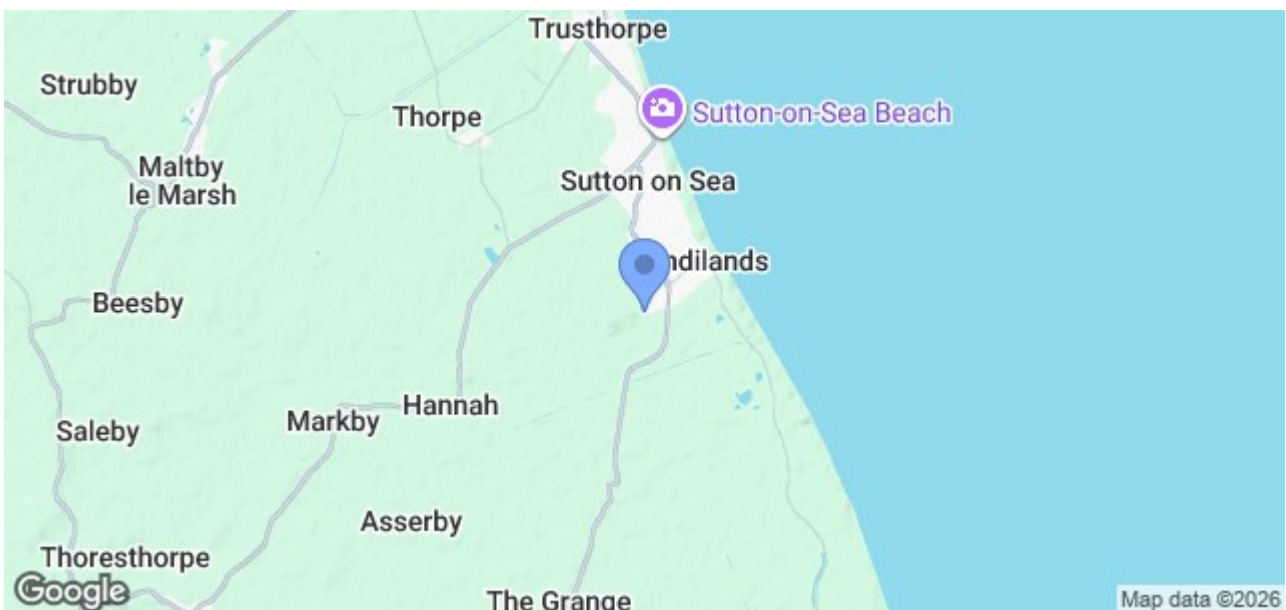 Trusthorpe
Strubby
Thorpe
Sutton-on-Sea Beach
Maltby
le Marsh
Sutton on Sea
ndilands
Beesby
Hannah
Markby
Saleby
Asserby
Thoresthorpe
The Grange
Google
Map data ©2026